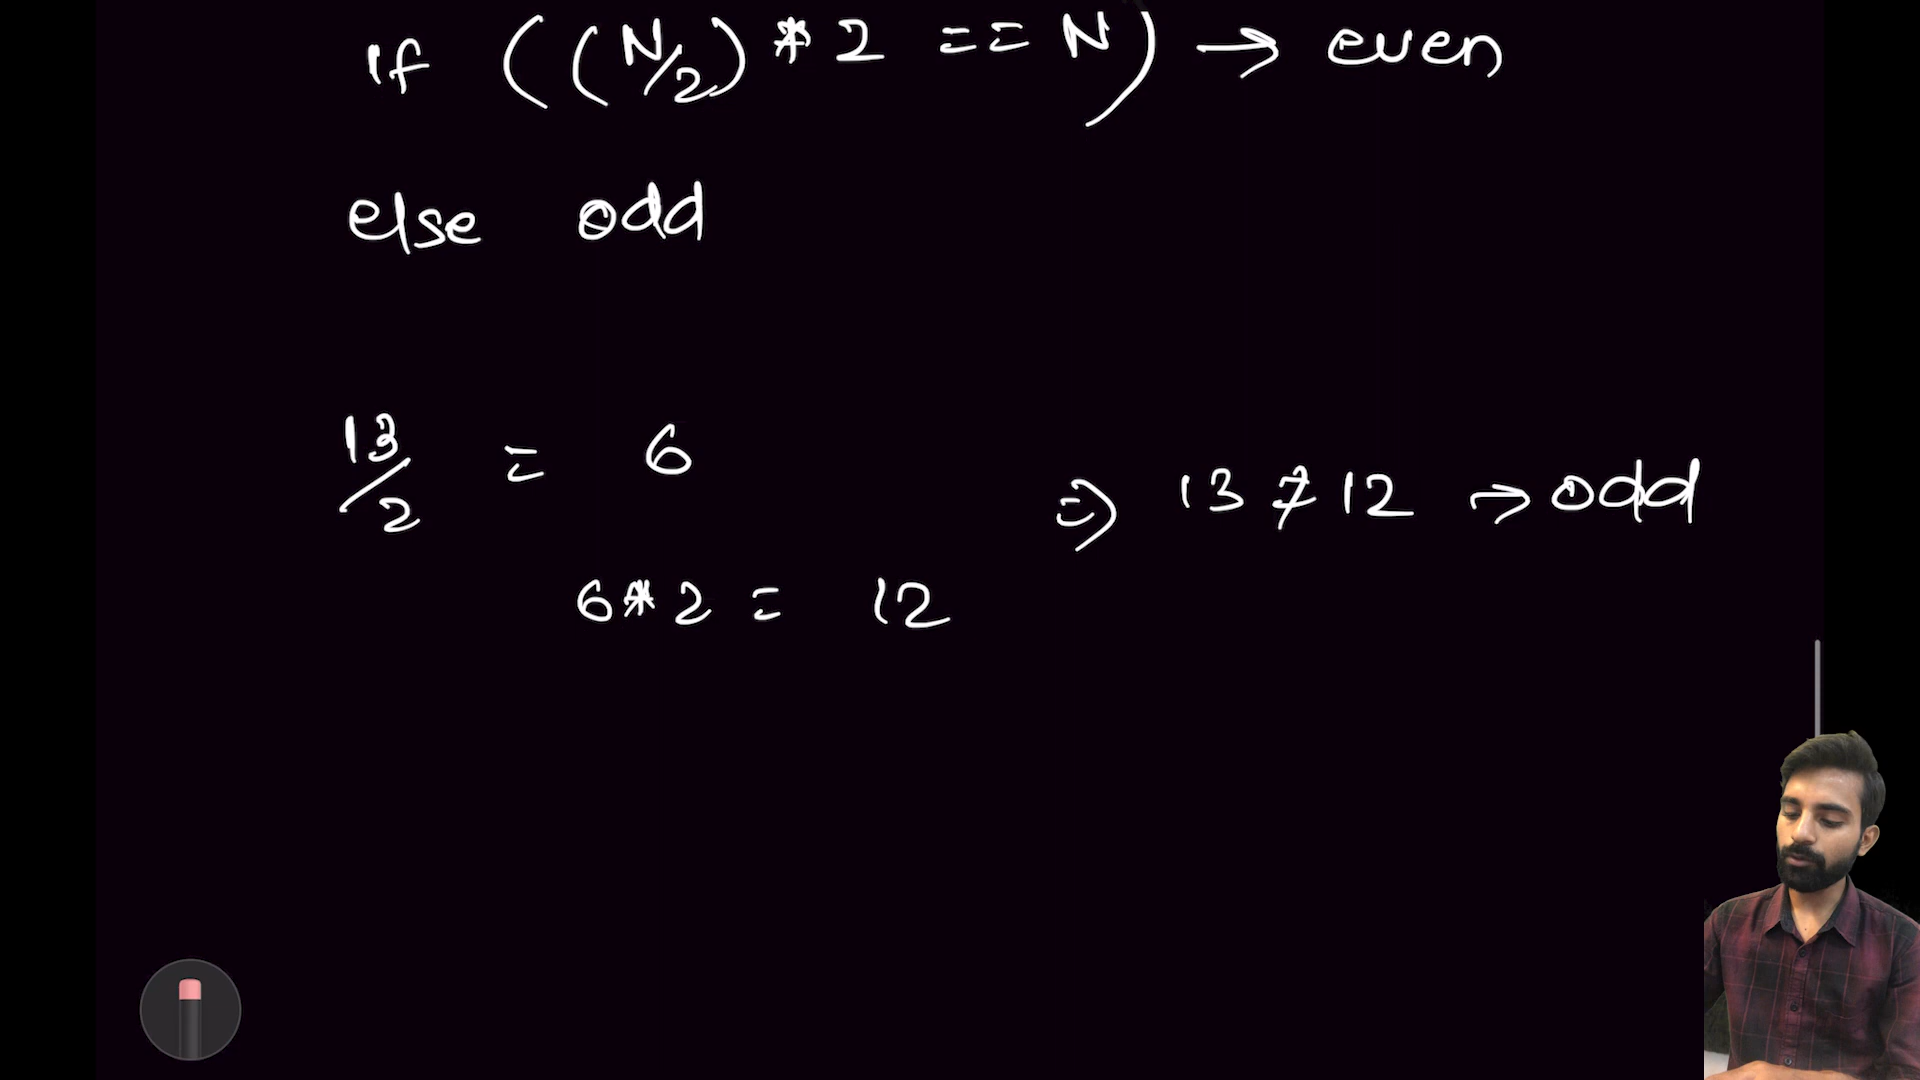 if ((N/2) * 2 == N) → even
else odd
13/2 = 6
⇒ 13 ≠ 12 → odd
6 * 2 = 12